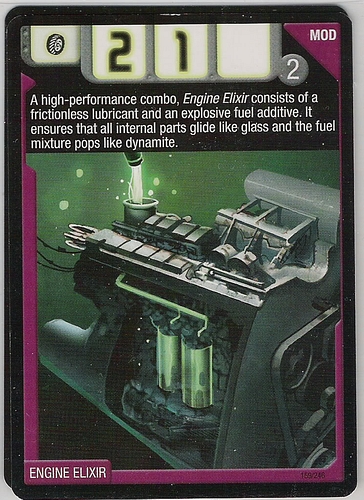 2 1
MOD
2
A high-performance combo, Engine Elixir consists of a
frictionless lubricant and an explosive fuel additive. It
ensures that all internal parts glide like glass and the fuel
mixture pops like dynamite.
ENGINE ELIXIR